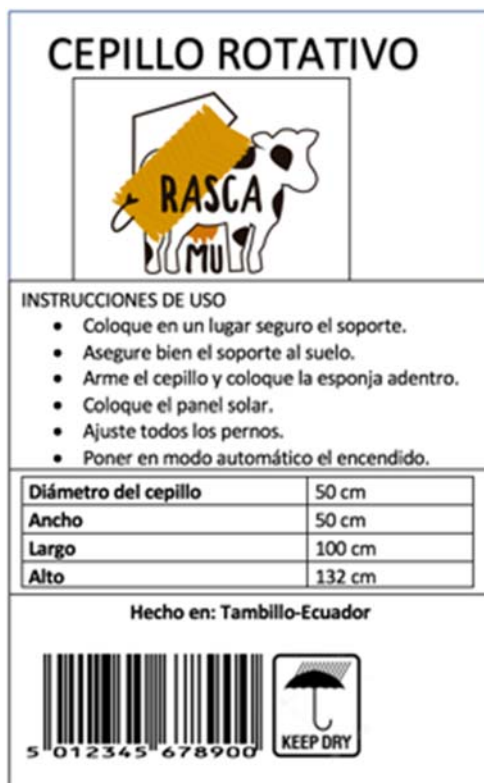 CEPILLO ROTATIVO
RASCA
MU
INSTRUCCIONES DE USO
• Coloque en un lugar seguro el soporte.
• Asegure bien el soporte al suelo.
• Arme el cepillo y coloque la esponja adentro.
• Coloque el panel solar.
• Ajuste todos los pernos.
• Poner en modo automático el encendido.
Diámetro del cepillo 50 cm
Ancho 50 cm
Largo 100 cm
Alto 132 cm
Hecho en: Tambillo-Ecuador
5 012345 678900
KEEP DRY